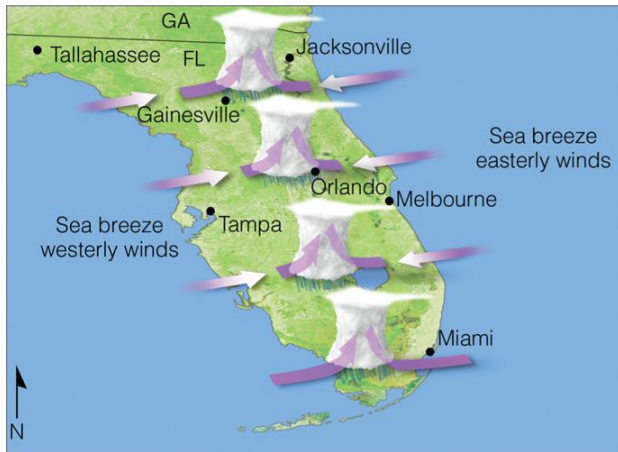 GA
Tallahassee
FL
Jacksonville
Gainesville
Sea breeze
easterly winds
Orlando
Melbourne
Sea breeze
westerly winds
Tampa
Miami
N